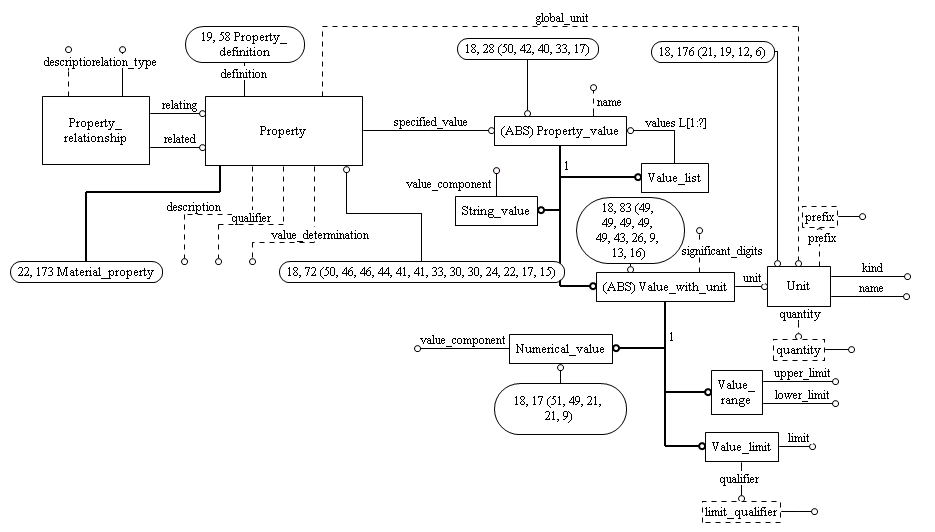 global_unit
19, 58 Property_
definition
definition
18, 28 (50, 42, 40, 33, 17)
18, 176 (21, 19, 12, 6)
description
relation_type
Property_
relationship
relating
related
Property
specified_value
(ABS) Property_value
name
values L[1:?]
1
Value_list
value_component
String_value
description
qualifier
value_determination
18, 83 (49,
49, 49, 49,
49, 43, 26, 9,
13, 16)
significant_digits
prefix
prefix
22, 173 Material_property
18, 72 (50, 46, 46, 44, 41, 41, 33, 30, 30, 24, 22, 17, 15)
(ABS) Value_with_unit
unit
Unit
kind
name
quantity
quantity
value_component
Numerical_value
1
18, 17 (51, 49, 21,
21, 9)
Value_
range
upper_limit
lower_limit
Value_limit
limit
qualifier
limit_qualifier